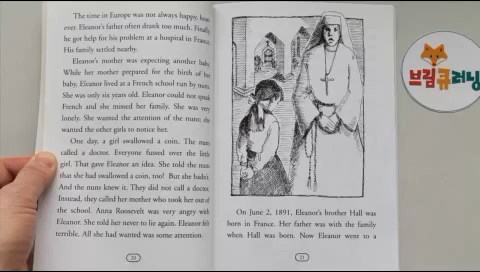 The time in Europe was not always happy, how-
ever. Eleanor's father often drank too much. Finally,
he got help for his problem at a hospital in France.
His family settled nearby.
Eleanor's mother was expecting another baby.
While her mother prepared for the birth of her
baby, Eleanor lived at a French school run by nuns.
She was only six years old. Eleanor could not speak
French and she missed her family. She was very
lonely. She wanted the attention of the nuns; she
wanted the other girls to notice her.
One day, a girl swallowed a coin. The nuns
called a doctor. Everyone fussed over the little
girl. That gave Eleanor an idea. She told the nuns
that she had swallowed a coin, too! But she hadn't.
And the nuns knew it. They did not call a doctor.
Instead, they called her mother who took her out of
the school. Anna Roosevelt was very angry with
Eleanor. She told her never to lie again. Eleanor felt
terrible. All she had wanted was some attention.
20
On June 2, 1891, Eleanor's brother Hall was
born in France. Her father was with the family
when Hall was born. Now Eleanor went to a
21
브림큐
러닝